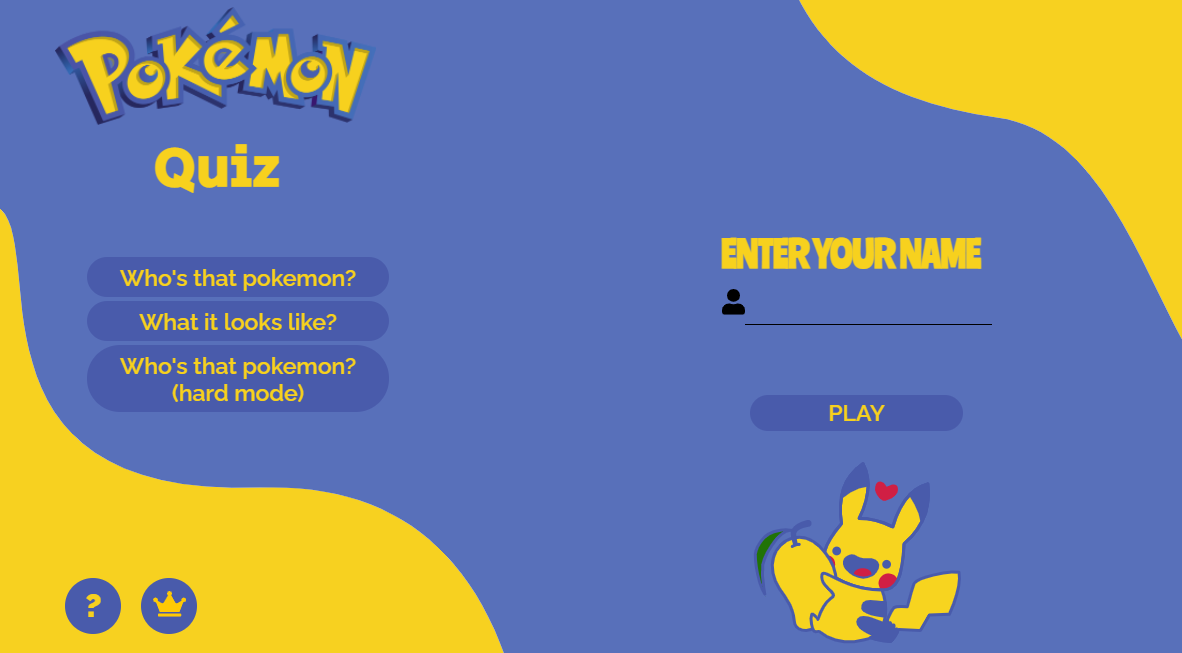 Pokémon
Quiz
Who's that pokemon?
What it looks like?
Who's that pokemon?
(hard mode)
?
ENTER YOUR NAME
PLAY